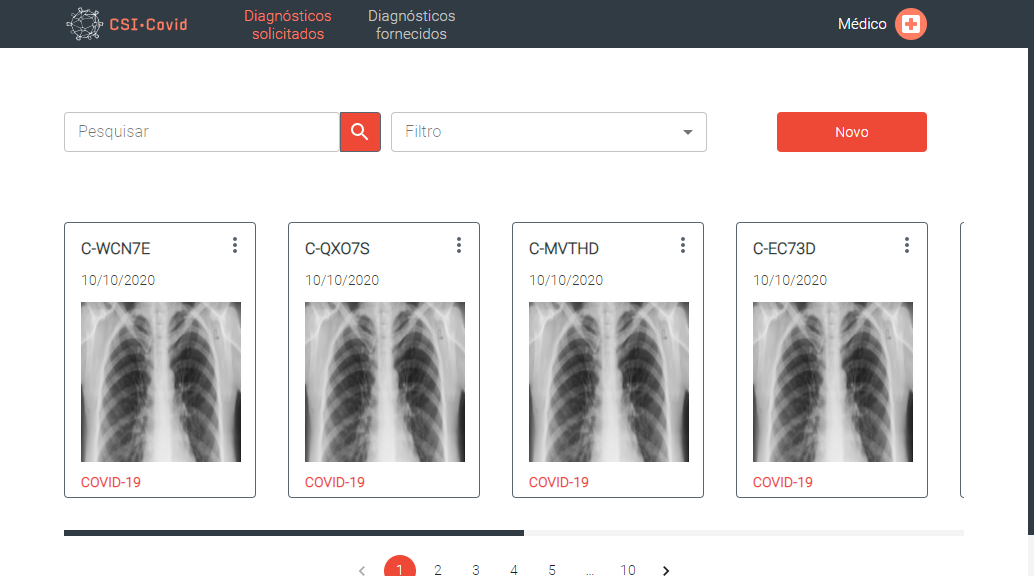 CSI•Covid
Diagnósticos
solicitados
Diagnósticos
fornecidos
Médico
Pesquisar
Filtro
Novo
C-WCN7E
10/10/2020
COVID-19
C-QXO7S
10/10/2020
COVID-19
C-MVTHD
10/10/2020
COVID-19
C-EC73D
10/10/2020
COVID-19
1 2 3 4 5 ... 10